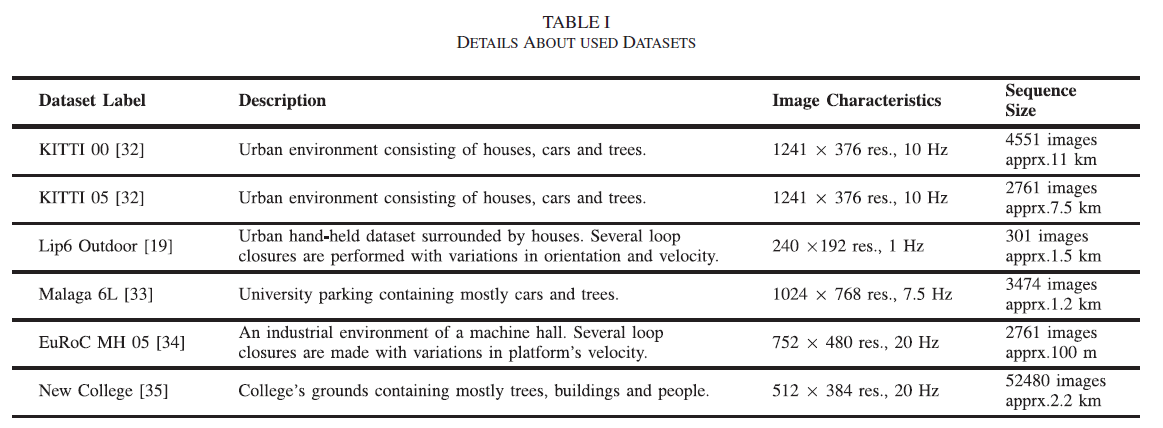 TABLE I
DETAILS ABOUT USED DATASETS
Dataset Label Description Image Characteristics Sequence Size
KITTI 00 [32] Urban environment consisting of houses, cars and trees. 1241 × 376 res., 10 Hz 4551 images
apprx.11 km
KITTI 05 [32] Urban environment consisting of houses, cars and trees. 1241 × 376 res., 10 Hz 2761 images
apprx.7.5 km
Lip6 Outdoor [19] Urban hand-held dataset surrounded by houses. Several loop
closures are performed with variations in orientation and velocity. 240 ×192 res., 1 Hz 301 images
apprx.1.5 km
Malaga 6L [33] University parking containing mostly cars and trees. 1024 × 768 res., 7.5 Hz 3474 images
apprx.1.2 km
EuRoC MH 05 [34] An industrial environment of a machine hall. Several loop
closures are made with variations in platform's velocity. 752 × 480 res., 20 Hz 2761 images
apprx.100 m
New College [35] College's grounds containing mostly trees, buildings and people. 512 × 384 res., 20 Hz 52480 images
apprx.2.2 km